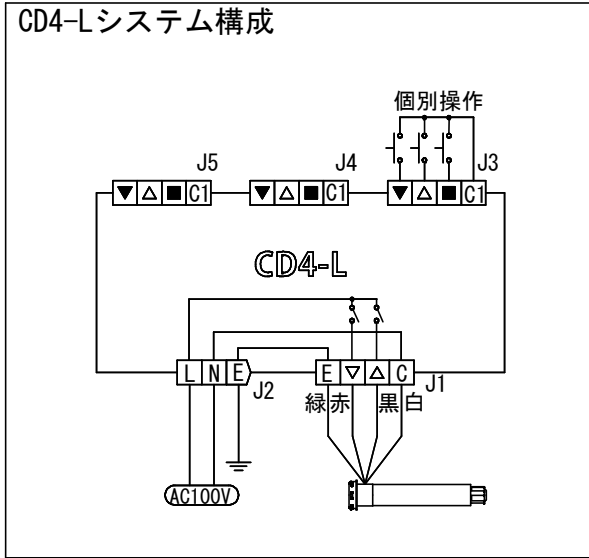 CD4-Lシステム構成
個別操作
J5
J4
J3
▼△■C1
▼△■C1
▼△■C1
CD4-L
LNE
J2
E▽△C
J1
緑赤 黒白
AC100V